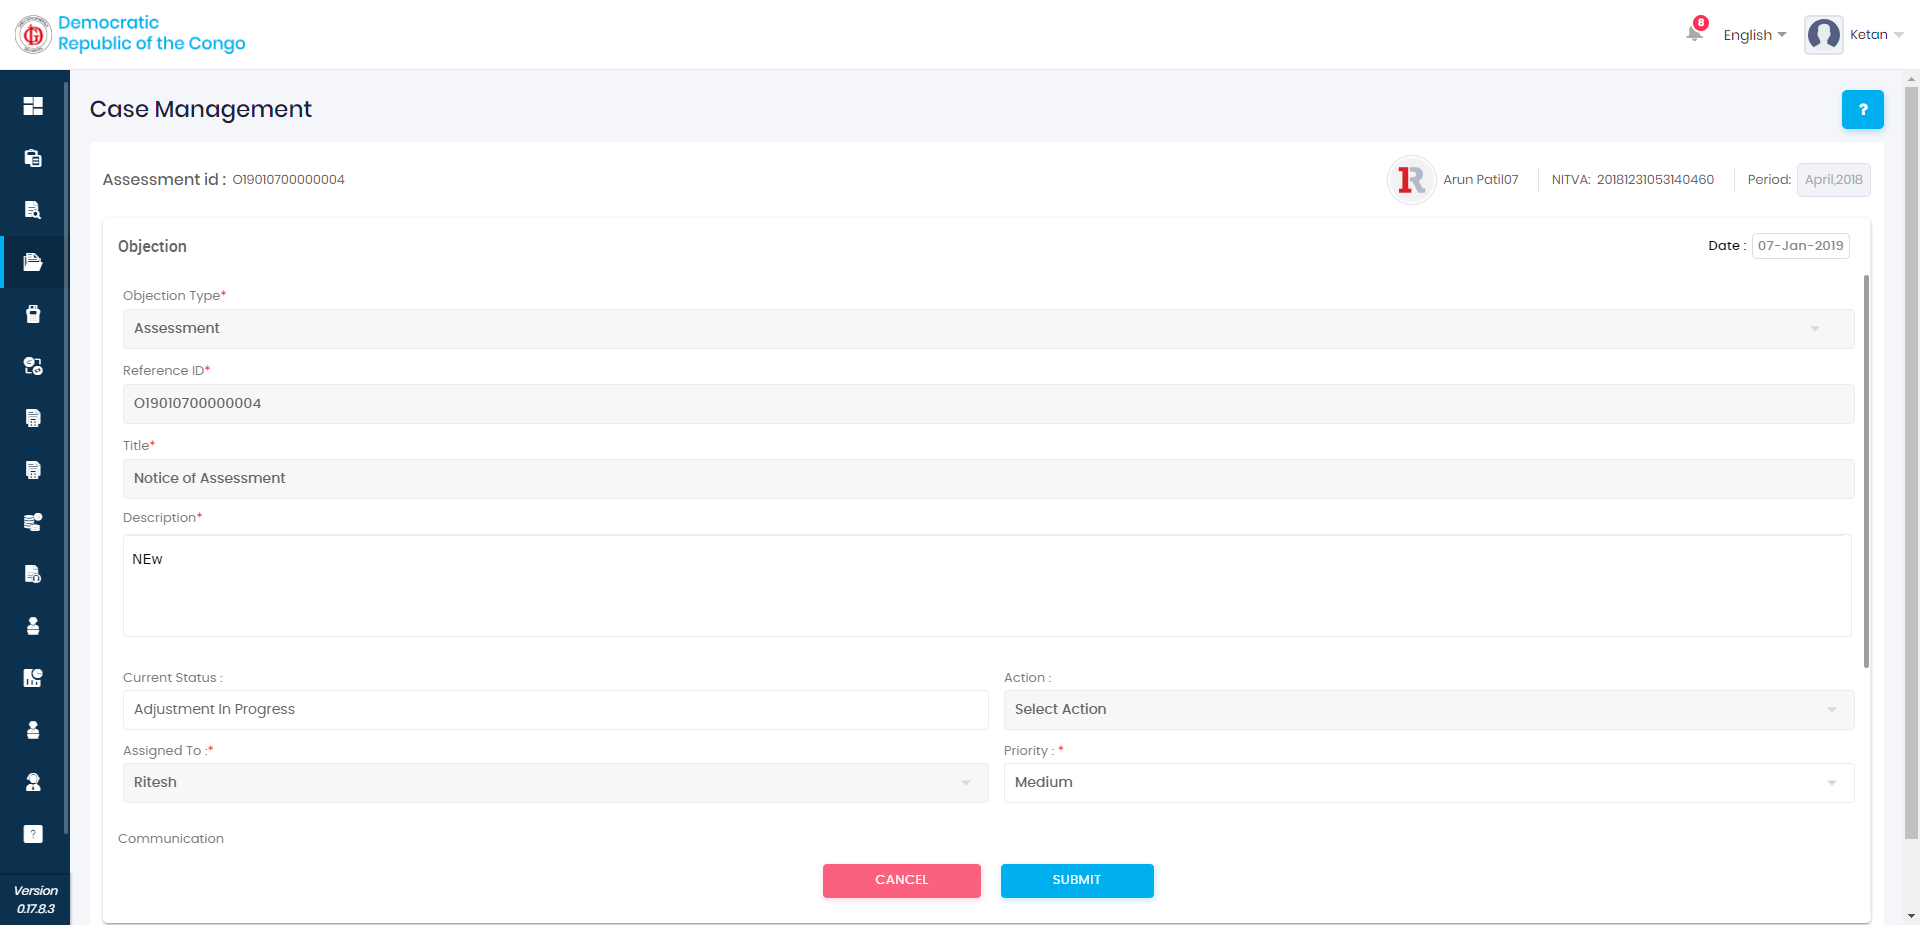 Democratic
Republic of the Congo
8
English
Ketan
Case Management
?
Assessment id : O19010700000004
Arun Patil07
NITVA: 20181231053140460
Period: April,2018
Objection
Date : 07-Jan-2019
Objection Type*
Assessment
Reference ID*
O19010700000004
Title*
Notice of Assessment
Description*
NEw
Current Status :
Action :
Adjustment In Progress
Select Action
Assigned To :*
Priority : *
Ritesh
Medium
Communication
CANCEL
SUBMIT
?
Version
0.17.8.3